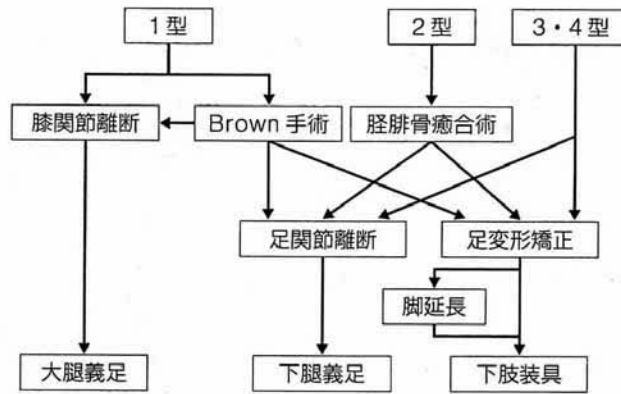 1型
2型
3・4型
膝関節離断
Brown 手術
脛腓骨癒合術
足関節離断
足変形矯正
脚延長
大腿義足
下腿義足
下肢装具